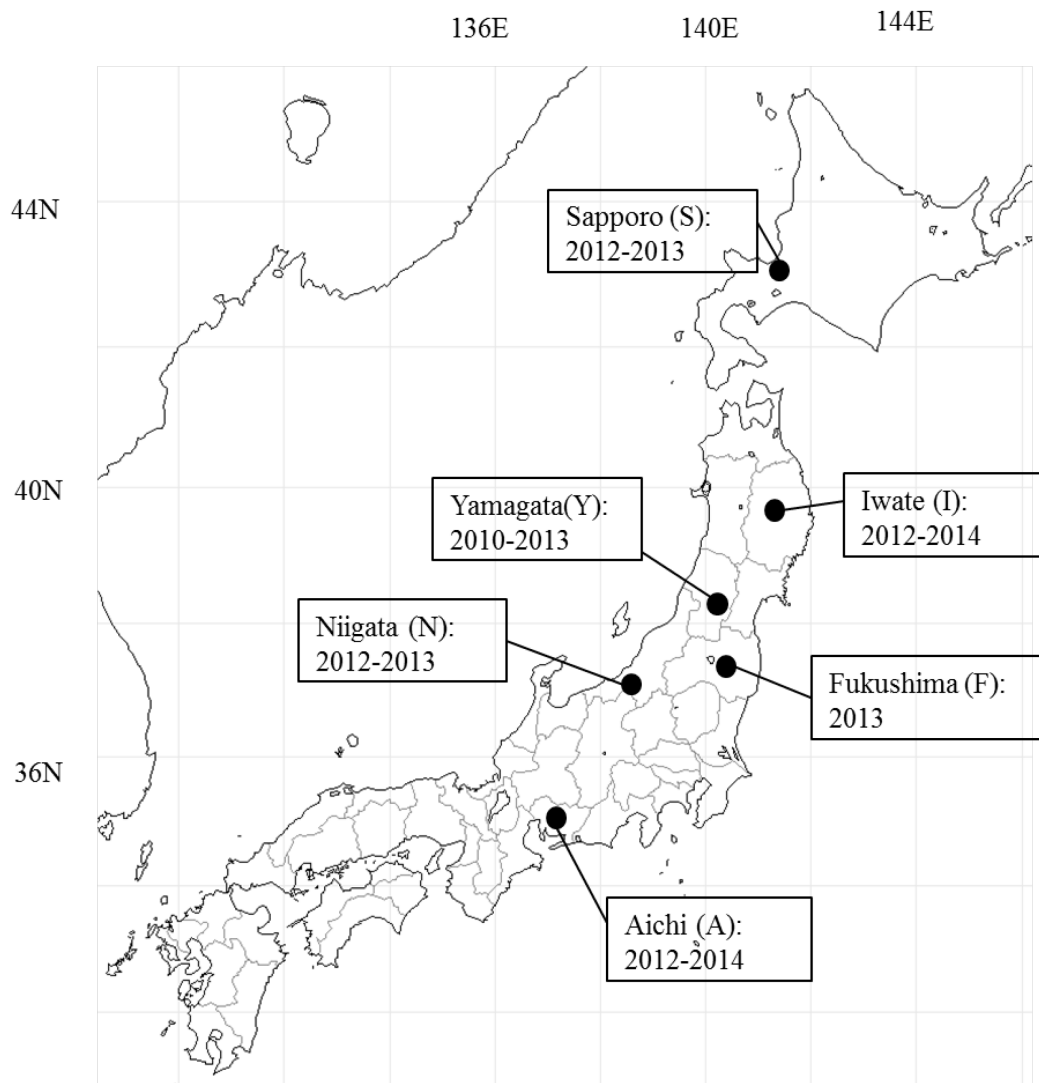 136E
140E
144E
44N
Sapporo (S):
2012-2013
40N
Yamagata(Y):
2010-2013
Iwate (I):
2012-2014
Niigata (N):
2012-2013
Fukushima (F):
2013
36N
Aichi (A):
2012-2014